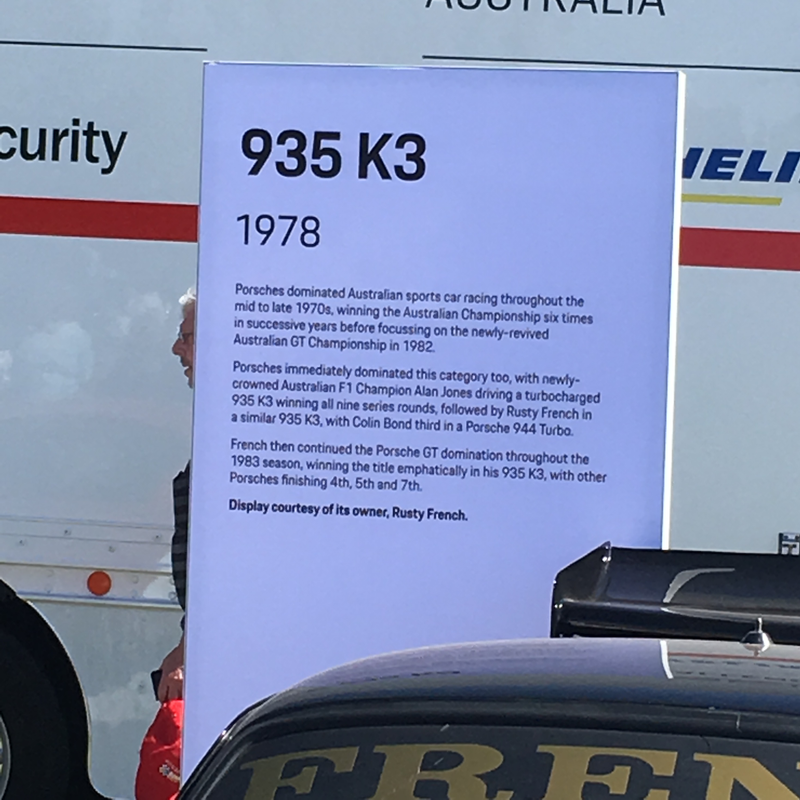 AUSTRALIA
curity
HELI
935 K3
1978
Porsches dominated Australian sports car racing throughout the
mid to late 1970s, winning the Australian Championship six times
in successive years before focussing on the newly-revived
Australian GT Championship in 1982.
Porsches immediately dominated this category too, with newly-
crowned Australian F1 Champion Alan Jones driving a turbocharged
935 K3 winning all nine series rounds, followed by Rusty French in
a similar 935 K3, with Colin Bond third in a Porsche 944 Turbo.
French then continued the Porsche GT domination throughout the
1983 season, winning the title emphatically in his 935 K3, with other
Porsches finishing 4th, 5th and 7th.
Display courtesy of its owner, Rusty French.
FREN